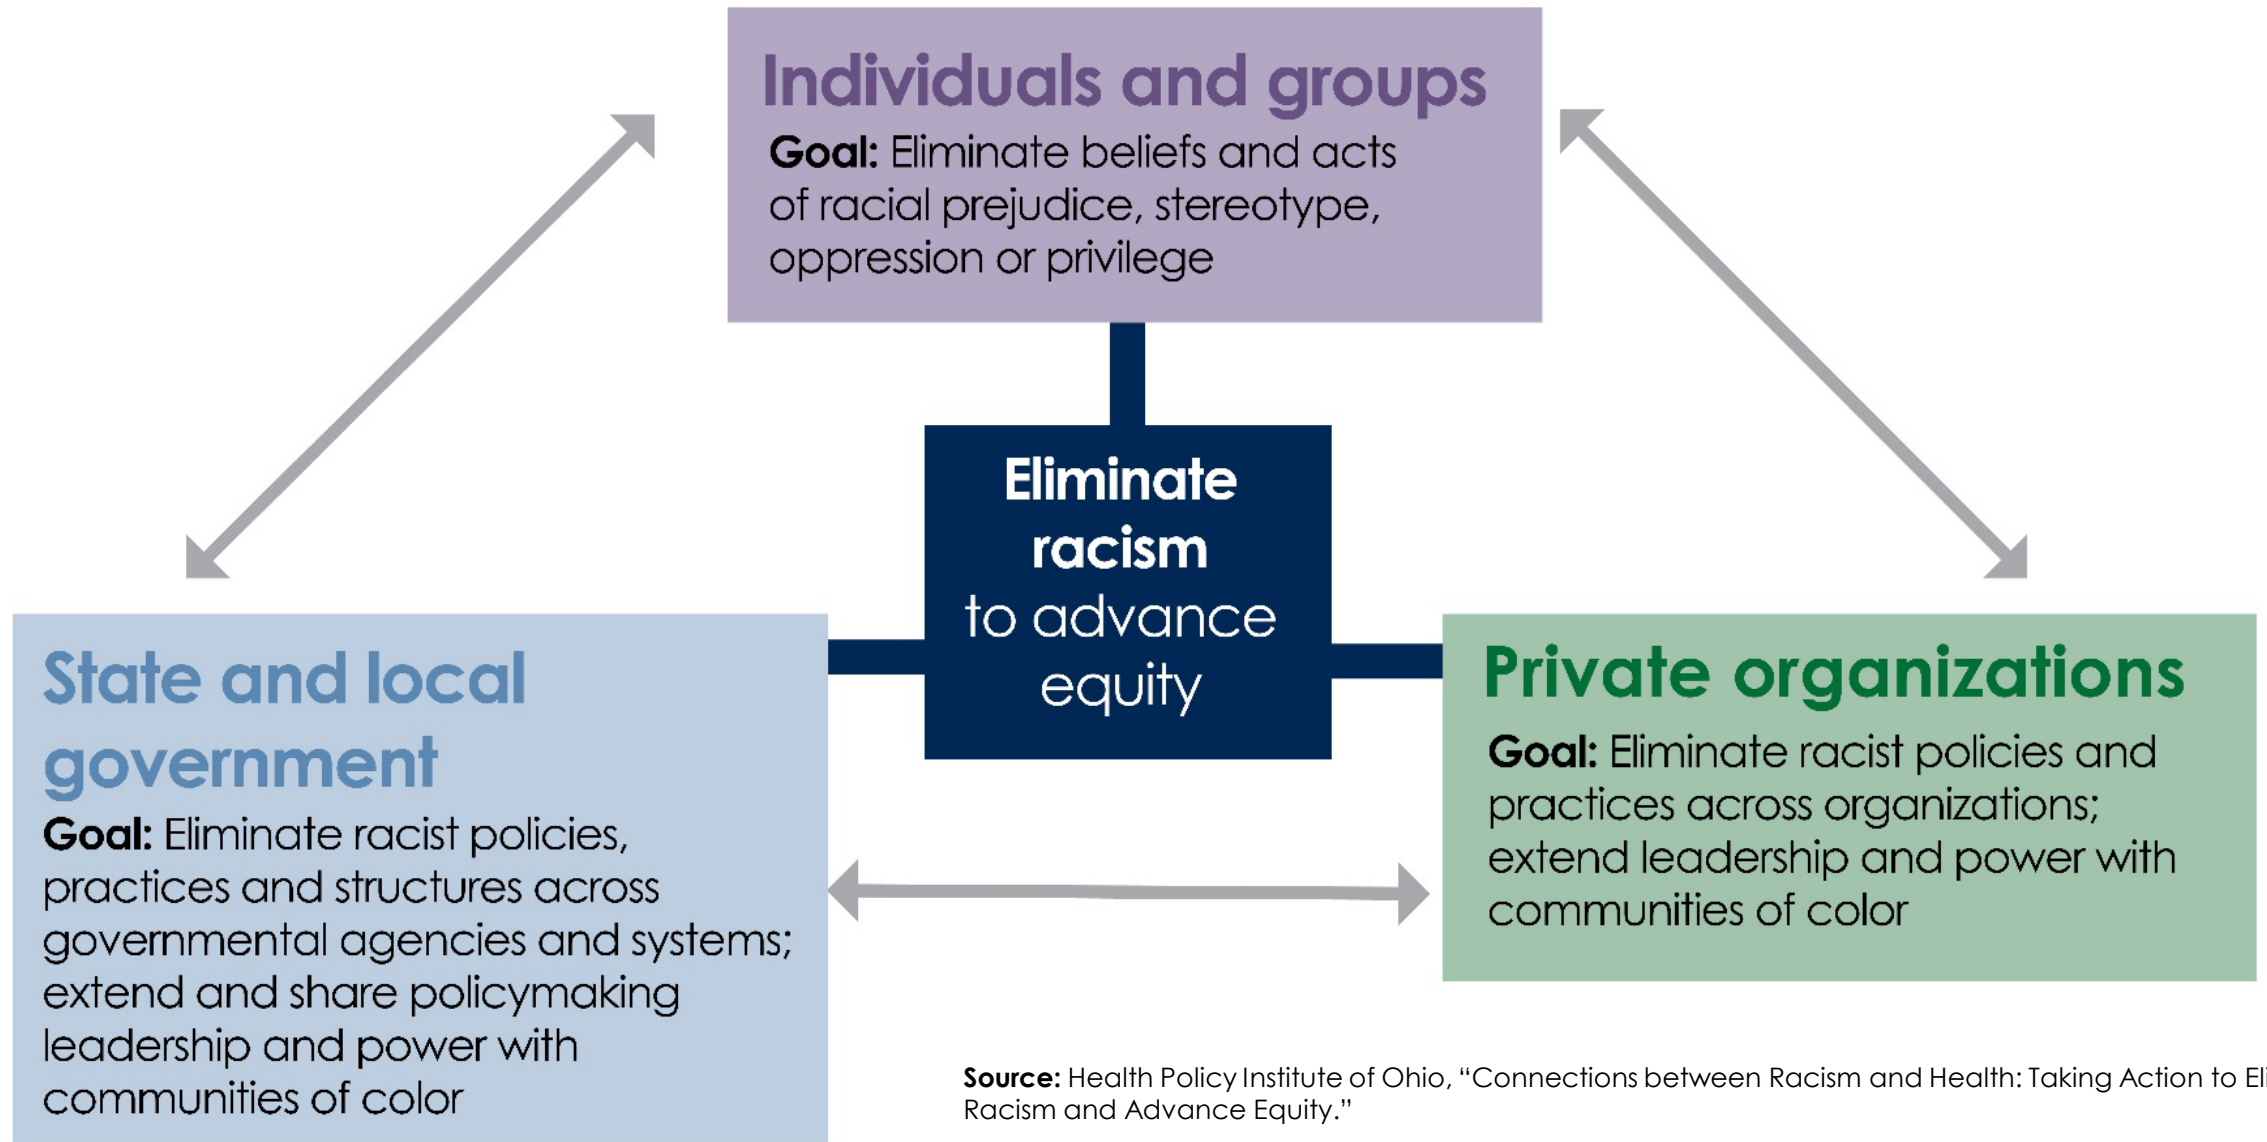 Individuals and groups
Goal: Eliminate beliefs and acts
of racial prejudice, stereotype,
oppression or privilege
Eliminate
racism
to advance
equity
State and local
government
Goal: Eliminate racist policies,
practices and structures across
governmental agencies and systems;
extend and share policymaking
leadership and power with
communities of color
Private organizations
Goal: Eliminate racist policies and
practices across organizations;
extend leadership and power with
communities of color
Source: Health Policy Institute of Ohio, “Connections between Racism and Health: Taking Action to
Racism and Advance Equity.”